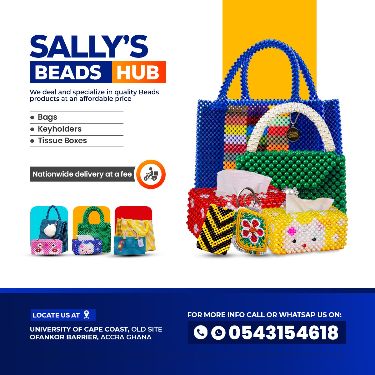 SALLY'S
BEADS HUB
We deal and specialize in quality Beads
products at an affordable price
Bags
Keyholders
Tissue Boxes
Nationwide delivery at a fee
LOCATE US AT
UNIVERSITY OF CAPE COAST, OLD SITE
OFANKOR BARRIER, ACCRA GHANA
FOR MORE INFO CALL OR WHATSAP US ON:
0543154618